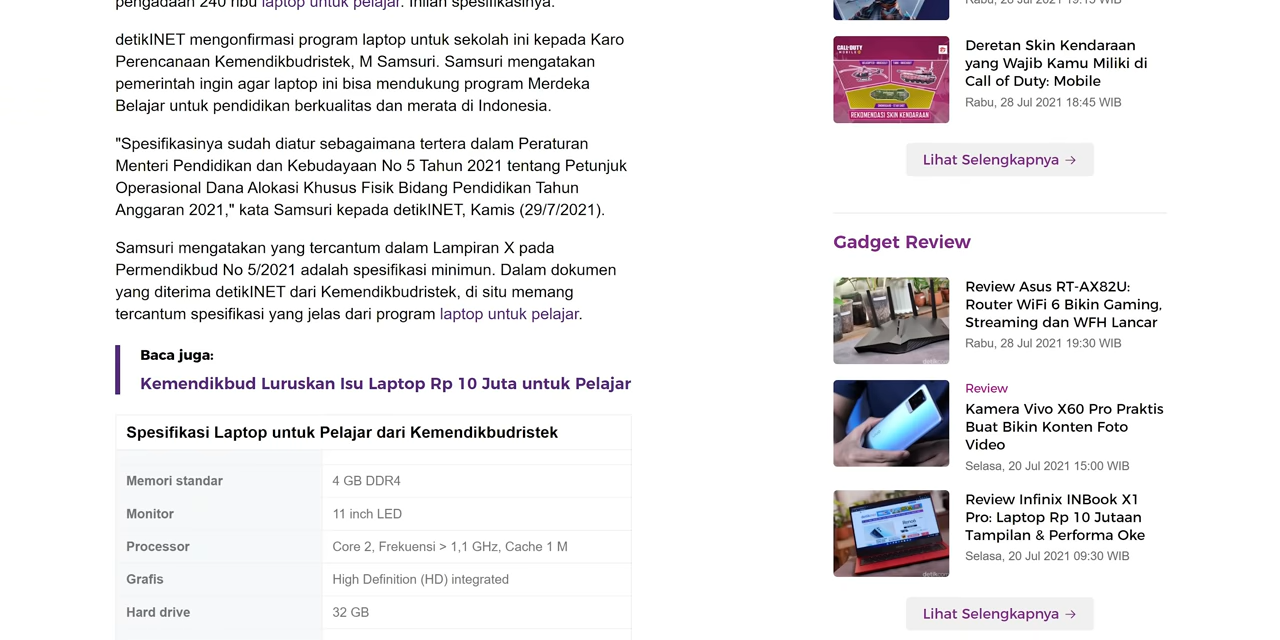 pengadaan 240 ribu laptop untuk pelajar. Inilah spesifikasinya.
detikINET mengonfirmasi program laptop untuk sekolah ini kepada Karo
Perencanaan Kemendikbudristek, M Samsuri. Samsuri mengatakan
pemerintah ingin agar laptop ini bisa mendukung program Merdeka
Belajar untuk pendidikan berkualitas dan merata di Indonesia.
"Spesifikasinya sudah diatur sebagaimana tertera dalam Peraturan
Menteri Pendidikan dan Kebudayaan No 5 Tahun 2021 tentang Petunjuk
Operasional Dana Alokasi Khusus Fisik Bidang Pendidikan Tahun
Anggaran 2021," kata Samsuri kepada detikINET, Kamis (29/7/2021).
Samsuri mengatakan yang tercantum dalam Lampiran X pada
Permendikbud No 5/2021 adalah spesifikasi minimun. Dalam dokumen
yang diterima detikINET dari Kemendikbudristek, di situ memang
tercantum spesifikasi yang jelas dari program laptop untuk pelajar.
Baca juga:
Kemendikbud Luruskan Isu Laptop Rp 10 Juta untuk Pelajar
Spesifikasi Laptop untuk Pelajar dari Kemendikbudristek
Memori standar 4 GB DDR4
Monitor 11 inch LED
Processor Core 2, Frekuensi > 1,1 GHz, Cache 1 M
Grafis High Definition (HD) integrated
Hard drive 32 GB
Rabu, 28 Jul 2021 19:15 WIB
CALL OF DUTY
MOBILE
REKOMENDASI SKIN KENDARAAN
Deretan Skin Kendaraan
yang Wajib Kamu Miliki di
Call of Duty: Mobile
Rabu, 28 Jul 2021 18:45 WIB
Lihat Selengkapnya →
Gadget Review
Review Asus RT-AX82U:
Router WiFi 6 Bikin Gaming,
Streaming dan WFH Lancar
Rabu, 28 Jul 2021 19:30 WIB
Review
Kamera Vivo X60 Pro Praktis
Buat Bikin Konten Foto
Video
Selasa, 20 Jul 2021 15:00 WIB
Review Infinix INBook X1
Pro: Laptop Rp 10 Jutaan
Tampilan & Performa Oke
Selasa, 20 Jul 2021 09:30 WIB
Lihat Selengkapnya →